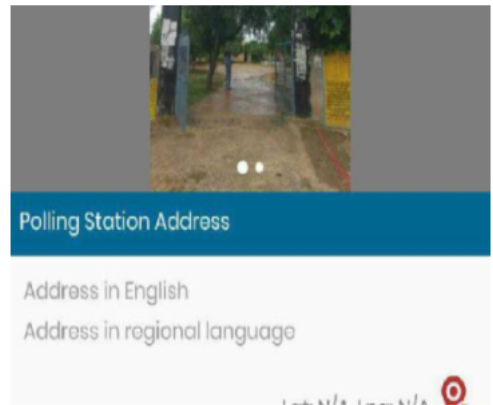 Polling Station Address
Address in English
Address in regional language
N/A
N/A